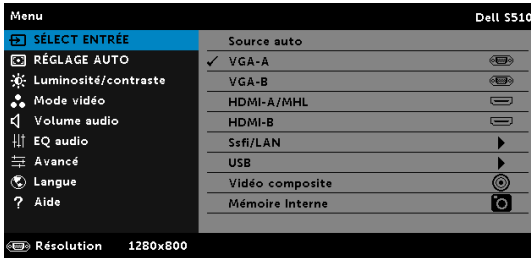 Menu Dell S510
SÉLECT ENTRÉE
RÉGLAGE AUTO
Luminosité/contraste
Mode vidéo
Volume audio
EQ audio
Avancé
Langue
? Aide
Source auto
✓ VGA-A
VGA-B
HDMI-A/MHL
HDMI-B
Ssfi/LAN
USB
Vidéo composite
Mémoire Interne
Résolution 1280x800